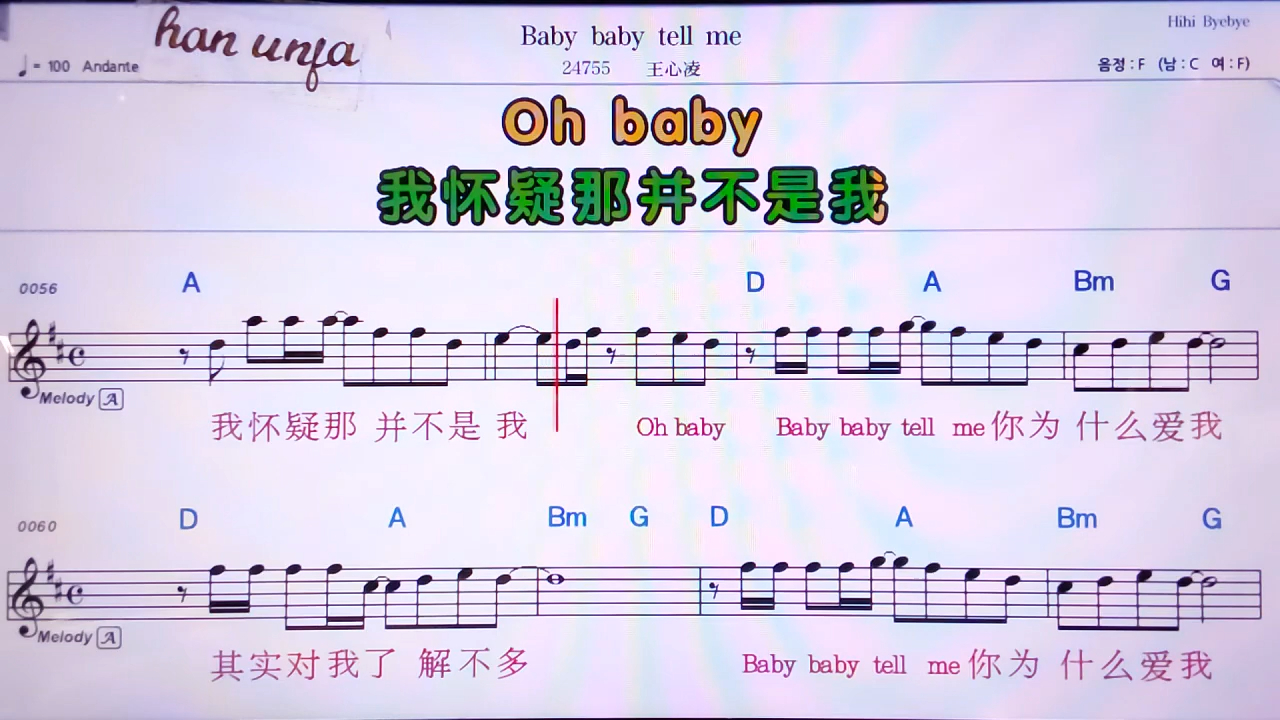 han unfa
Baby baby tell me
Hihi Byebye
♩= 100 Andante
24755 王心凌
음정 : F (남 : C 여 : F)
Oh baby
我怀疑那并不是我
0056
A D A Bm G
Melody A
我怀疑那 并不是 我 Oh baby Baby baby tell me 你为 什么爱我
0060
D A Bm G D A Bm G
Melody A
其实对我了 解不多 Baby baby tell me 你为 什么爱我